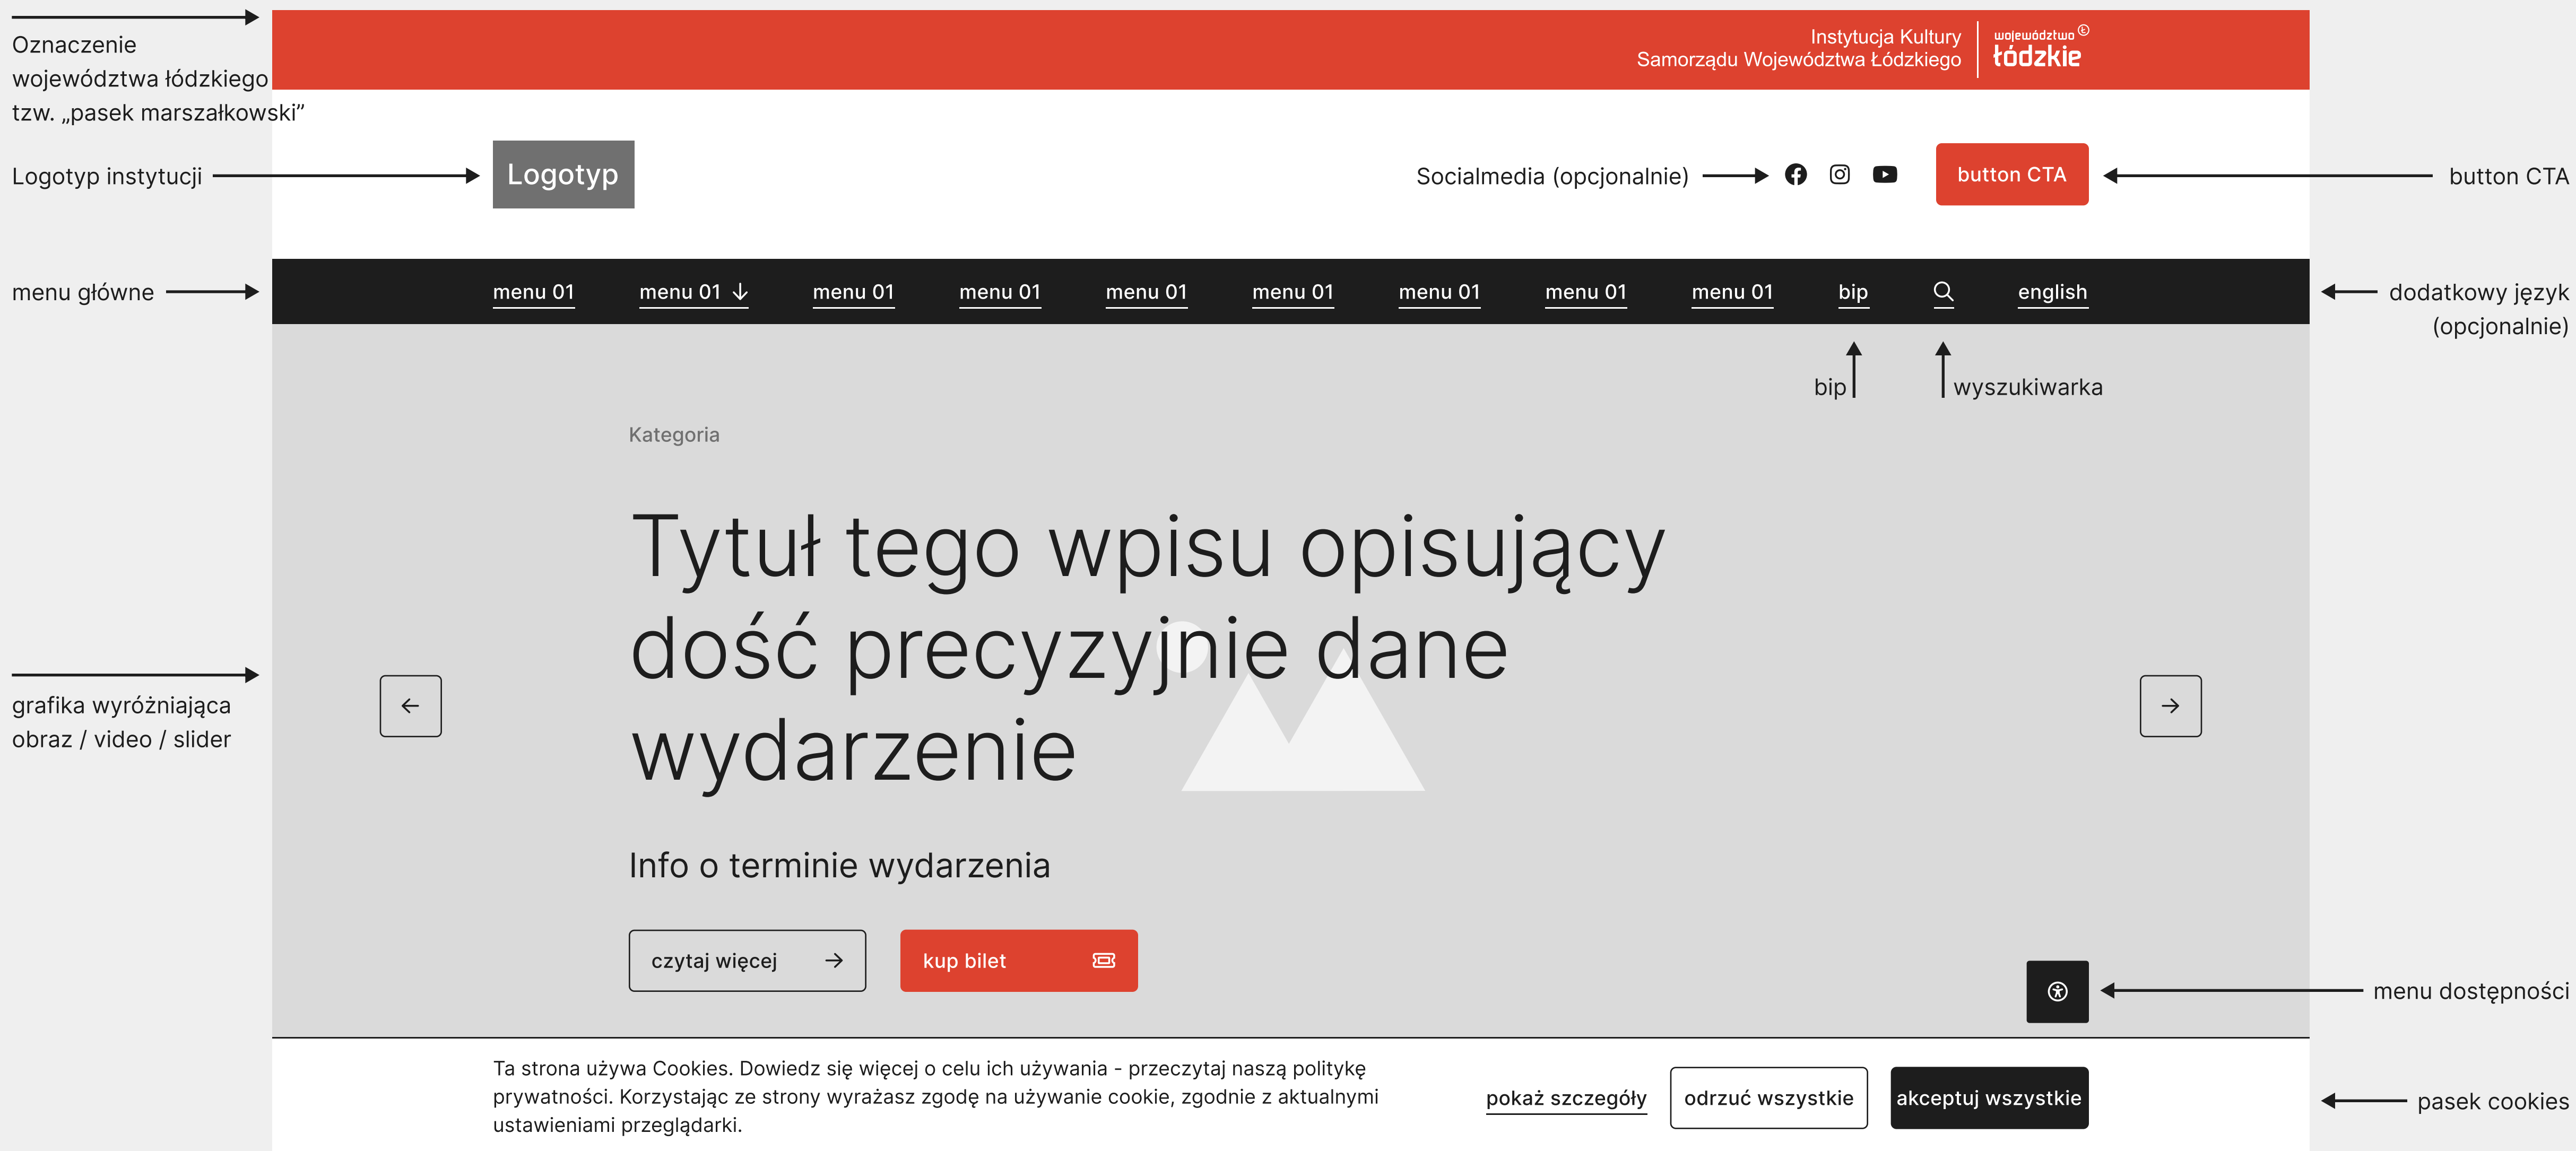 Oznaczenie
województwa łódzkiego
tzw. „pasek marszałkowski”
Instytucja Kultury
Samorządu Województwa Łódzkiego
województwo
łódzkie
Logotyp instytucji
Logotyp
Socialmedia (opcjonalnie)
button CTA
button CTA
menu główne
menu 01
menu 01
menu 01
menu 01
menu 01
menu 01
menu 01
menu 01
menu 01
bip
english
dodatkowy język
(opcjonalnie)
bip
wyszukiwarka
Kategoria
Tytuł tego wpisu opisujący
dość precyzyjnie dane
wydarzenie
grafika wyróżniająca
obraz / video / slider
Info o terminie wydarzenia
czytaj więcej
kup bilet
menu dostępności
Ta strona używa Cookies. Dowiedz się więcej o celu ich używania - przeczytaj naszą politykę
prywatności. Korzystając ze strony wyrażasz zgodę na używanie cookie, zgodnie z aktualnymi
ustawieniami przeglądarki.
pokaż szczegóły
odrzuć wszystkie
akceptuj wszystkie
pasek cookies